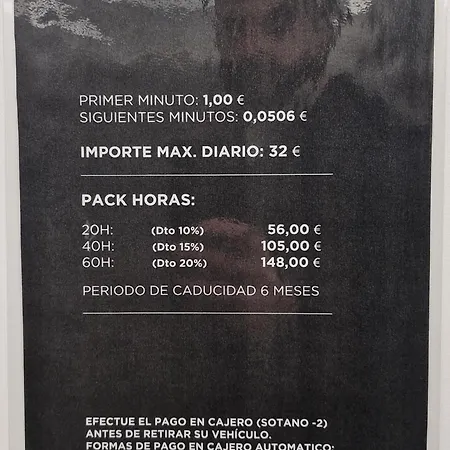 PRIMER MINUTO: 1,00 €
SIGUIENTES MINUTOS: 0,0506 €
IMPORTE MAX. DIARIO: 32 €
PACK HORAS:
20H: (Dto 10%) 56,00 €
40H: (Dto 15%) 105,00 €
60H: (Dto 20%) 148,00 €
PERIODO DE CADUCIDAD 6 MESES
EFECTUE EL PAGO EN CAJERO (SOTANO -2)
ANTES DE RETIRAR SU VEHÍCULO.
FORMAS DE PAGO EN CAJERO AUTOMATICO: